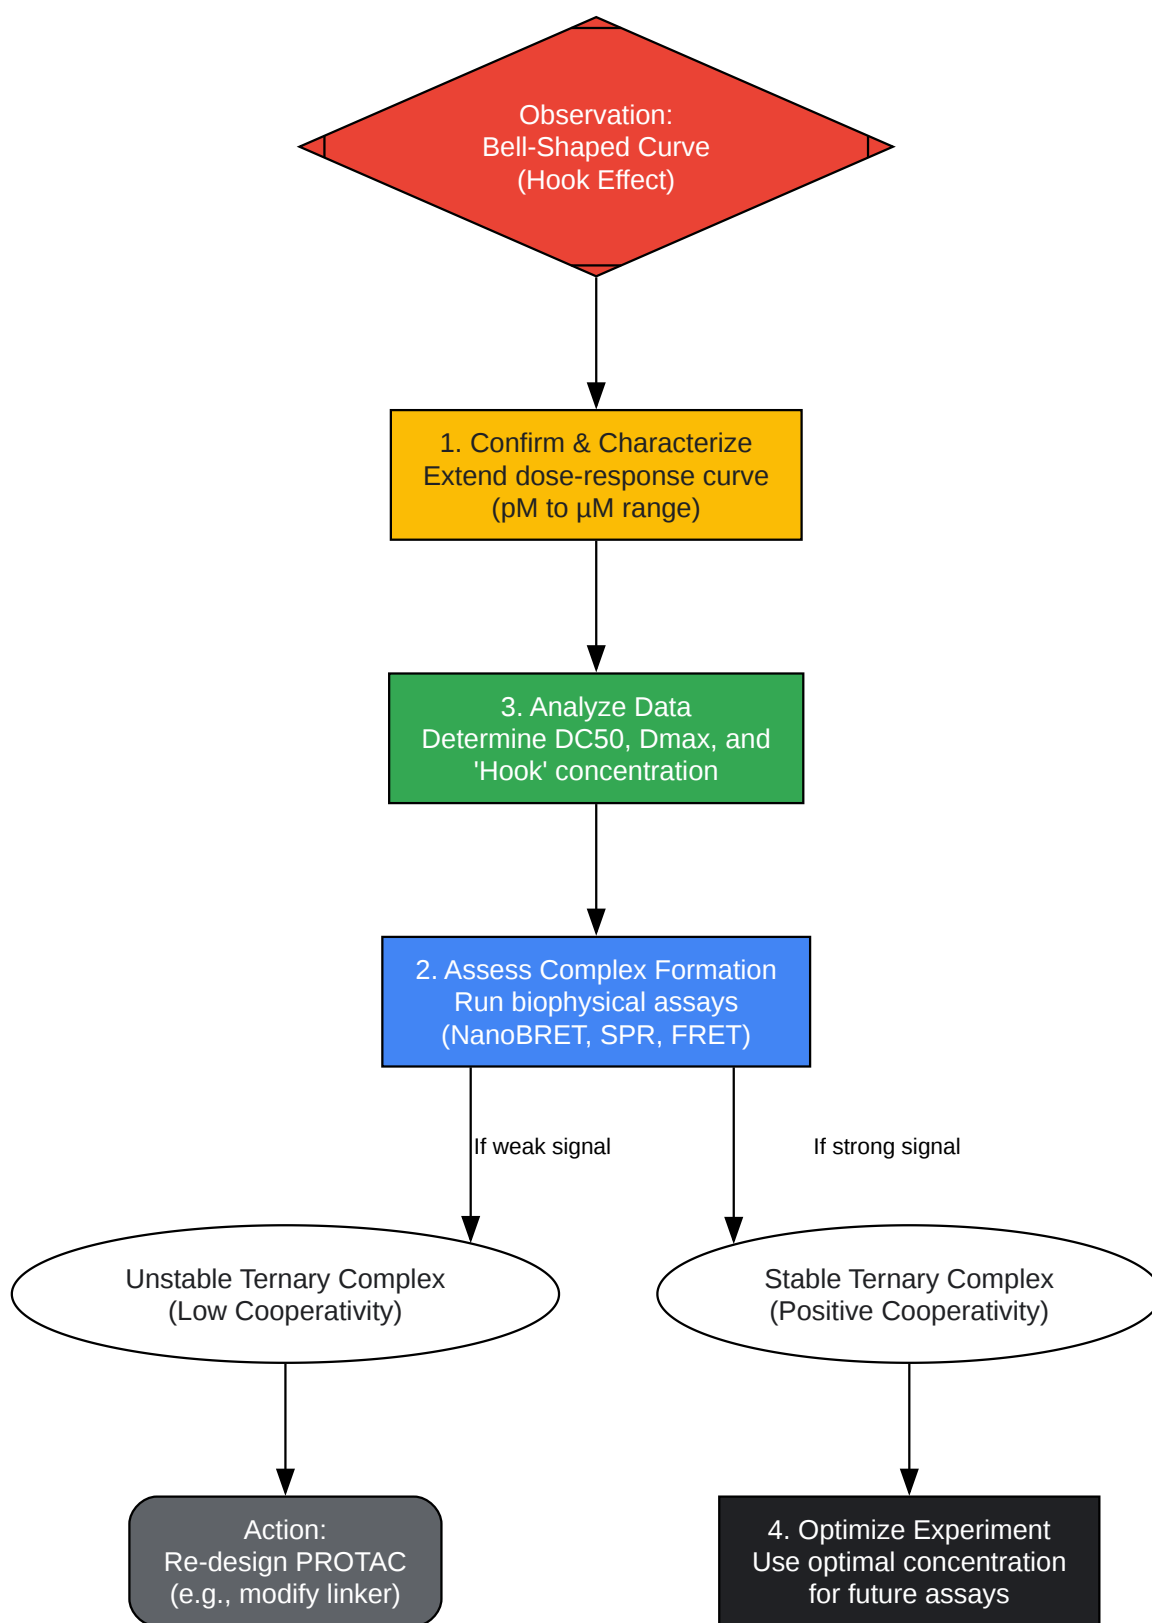 Observation:
Bell-Shaped Curve
(Hook Effect)
1. Confirm & Characterize
Extend dose-response curve
(pM to µM range)
3. Analyze Data
Determine DC50, Dmax, and
'Hook' concentration
2. Assess Complex Formation
Run biophysical assays
(NanoBRET, SPR, FRET)
If weak signal
If strong signal
Unstable Ternary Complex
(Low Cooperativity)
Stable Ternary Complex
(Positive Cooperativity)
Action:
Re-design PROTAC
(e.g., modify linker)
4. Optimize Experiment
Use optimal concentration
for future assays